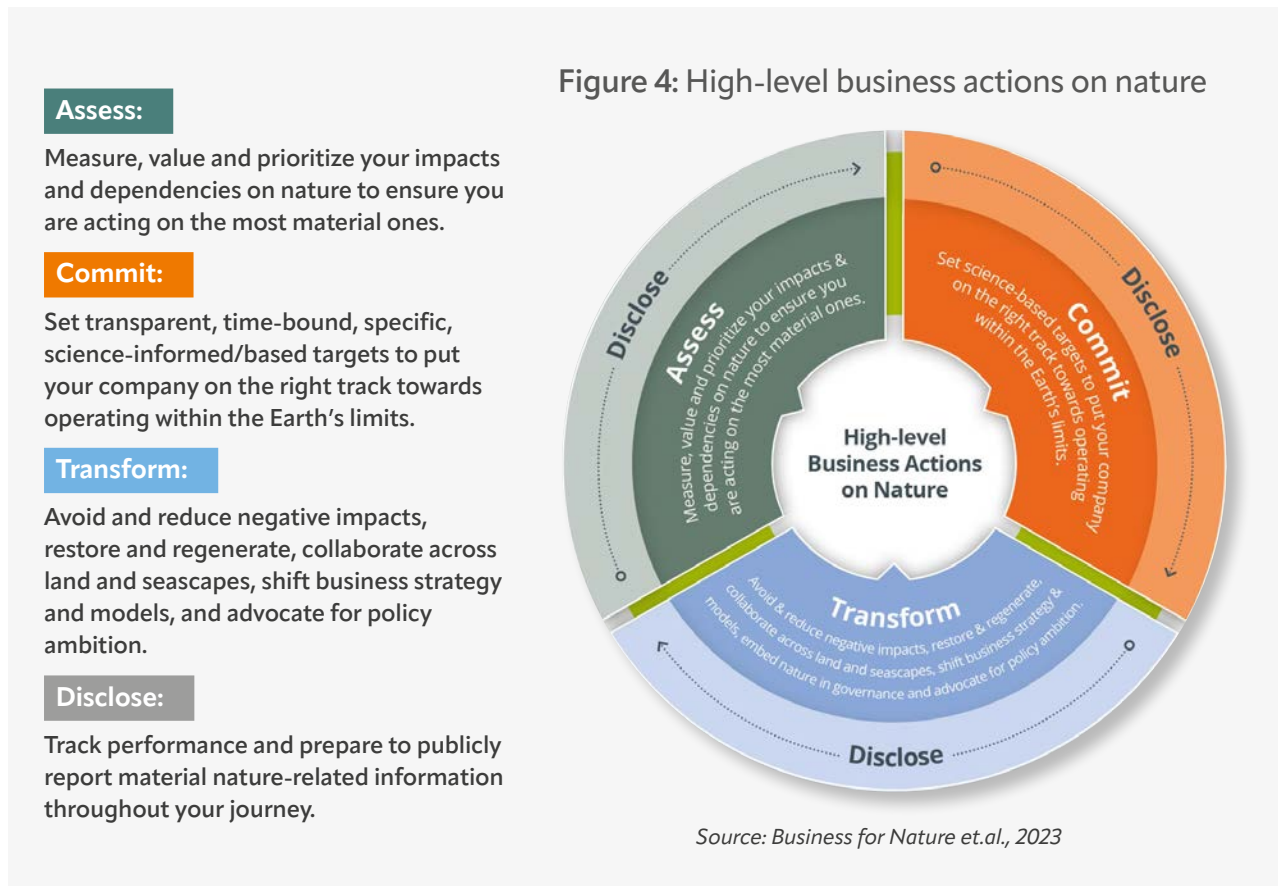 Assess:
Measure, value and prioritize your impacts
and dependencies on nature to ensure you
are acting on the most material ones.
Commit:
Set transparent, time-bound, specific,
science-informed/based targets to put
your company on the right track towards
operating within the Earth's limits.
Transform:
Avoid and reduce negative impacts,
restore and regenerate, collaborate across
land and seascapes, shift business strategy
and models, and advocate for policy
ambition.
Disclose:
Track performance and prepare to publicly
report material nature-related information
throughout your journey.
Figure 4: High-level business actions on nature
Disclose
Assess
Measure, value and prioritize your impacts &
dependencies on nature to ensure you
are acting on the most material ones.
Disclose
Commit
Set science-based targets to put your company
on the right track towards operating
within the Earth's limits.
High-level
Business Actions
on Nature
Transform
Avoid & reduce negative impacts, restore & regenerate,
collaborate across land and seascapes, shift business strategy &
models, embed nature in governance and advocate for policy ambition.
Disclose
Source: Business for Nature et.al., 2023